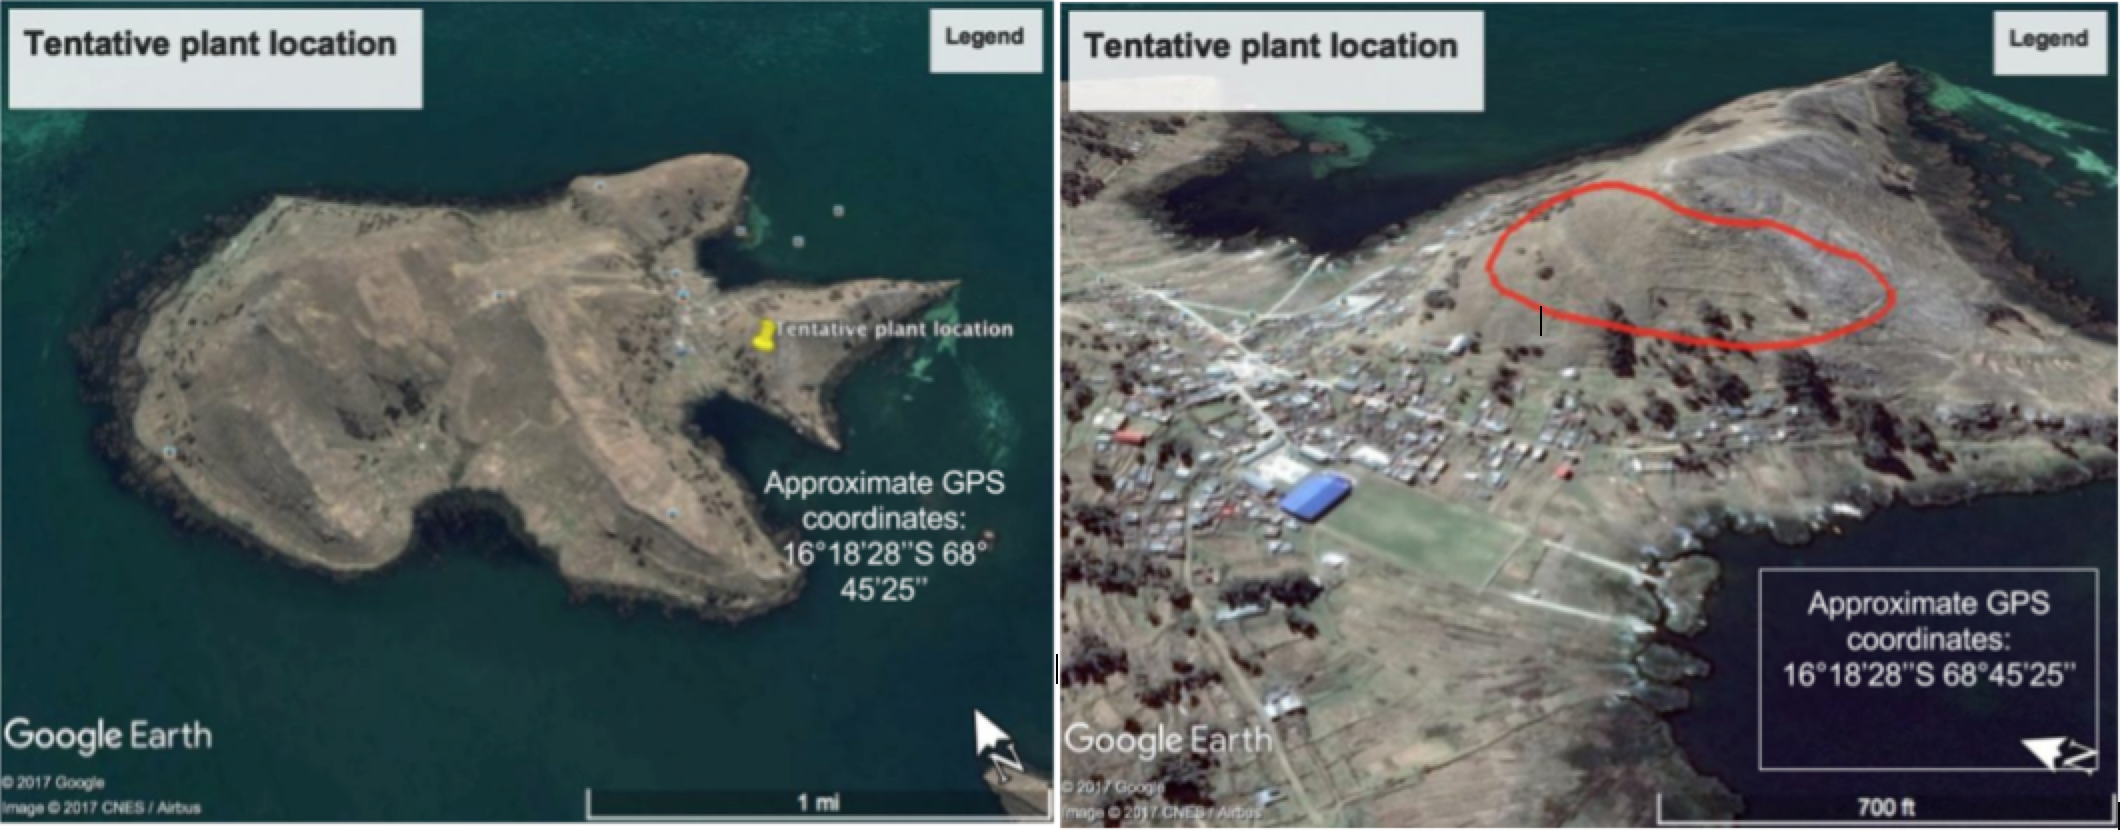 Tentative plant location
Legend
Tentative plant location
Approximate GPS
coordinates:
16°18'28''S 68°
45'25''
Google Earth
© 2017 Google
Image © 2017 CNES / Airbus
1 mi
N
Tentative plant location
Legend
Approximate GPS
coordinates:
16°18'28''S 68°45'25''
N
Google Earth
© 2017 Google
Image © 2017 CNES / Airbus
700 ft